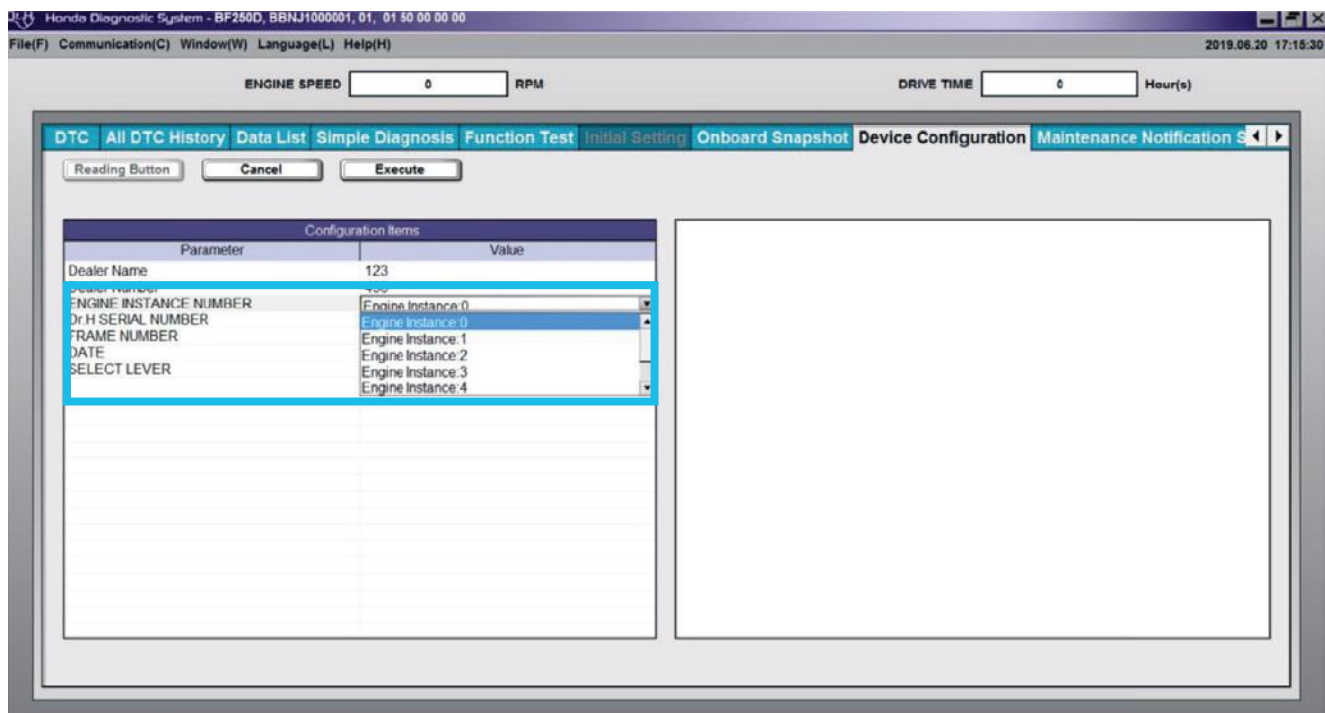 Honda Diagnostic System - BF250D, BBNJ1000001, 01, 01 50 00 00 00
File(F) Communication(C) Window(W) Language(L) Help(H) 2019.06.20 17:15:30
ENGINE SPEED 0 RPM DRIVE TIME 0 Hour(s)
DTC All DTC History Data List Simple Diagnosis Function Test Initial Setting Onboard Snapshot Device Configuration Maintenance Notification S
Reading Button Cancel Execute
Configuration Items
Parameter Value
Dealer Name 123
Dealer Number
ENGINE INSTANCE NUMBER Engine Instance:0
Dr.H SERIAL NUMBER Engine Instance:0
FRAME NUMBER Engine Instance:1
DATE Engine Instance:2
SELECT LEVER Engine Instance:3
Engine Instance:4